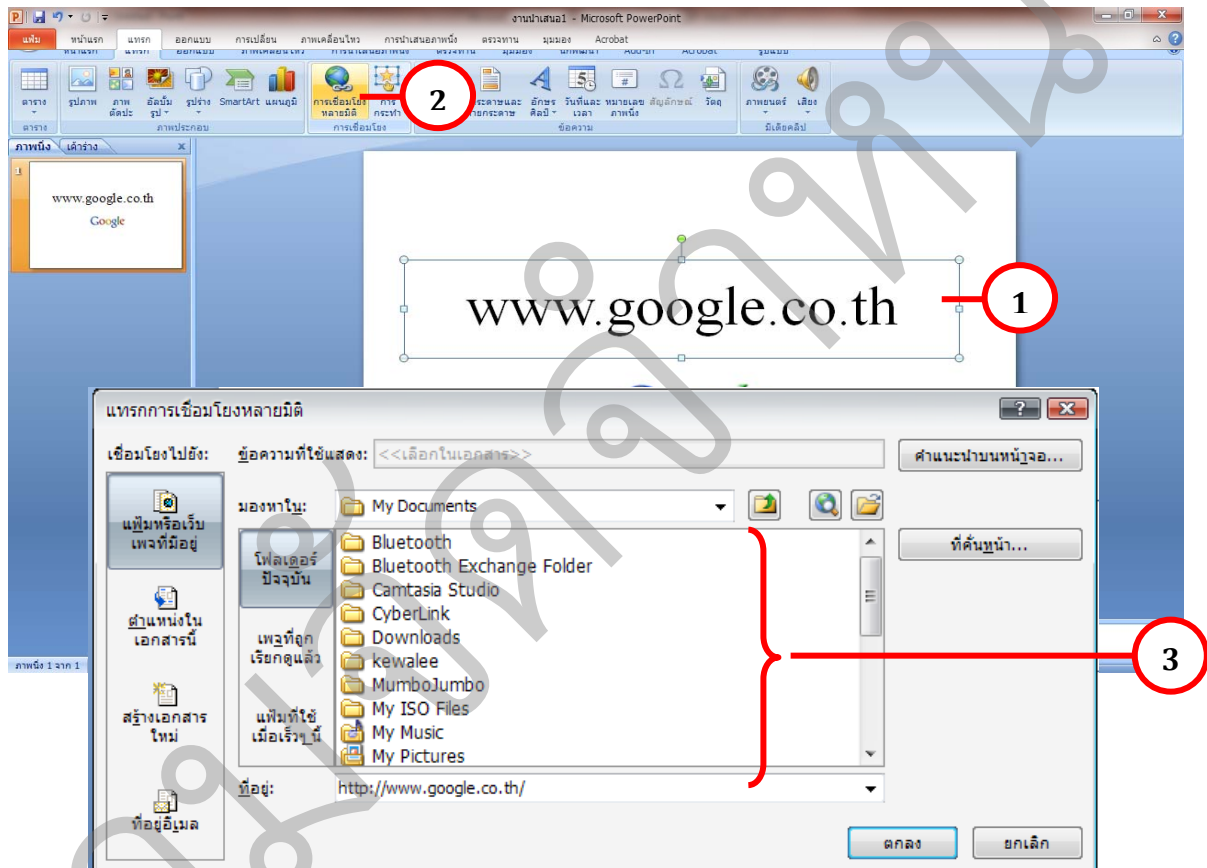 งานนำเสนอ1 - Microsoft PowerPoint
แฟ้ม หน้าแรก แทรก ออกแบบ การเปลี่ยน ภาพเคลื่อนไหว การนำเสนอภาพนิ่ง ตรวจทาน มุมมอง Acrobat
ตาราง รูปภาพ ภาพตัดปะ อัลบั้มรูป รูปร่าง SmartArt แผนภูมิ การเชื่อมโยงหลายมิติ การกระทำ 2 อักษรศิลป์ วันที่และเวลา หมายเลขภาพนิ่ง สัญลักษณ์ วัตถุ ภาพยนตร์ เสียง
ตาราง ภาพประกอบ การเชื่อมโยง ข้อความ มีเดียคลิป
ภาพนิ่ง เค้าร่าง x
1
www.google.co.th
Google
www.google.co.th
1
แทรกการเชื่อมโยงหลายมิติ
เชื่อมโยงไปยัง: ข้อความที่ใช้แสดง: <<เลือกในเอกสาร>> คำแนะนำบนหน้าจอ...
แฟ้มหรือเว็บเพจที่มีอยู่ มองหาใน: My Documents
ที่คั่นหน้า...
โฟลเดอร์ปัจจุบัน
เพจที่ถูกเรียกดูแล้ว
แฟ้มที่ใช้เมื่อเร็วๆ นี้
Bluetooth
Bluetooth Exchange Folder
Camtasia Studio
CyberLink
Downloads
kewalee
MumboJumbo
My ISO Files
My Music
My Pictures
3
ตำแหน่งในเอกสารนี้
สร้างเอกสารใหม่
ที่อยู่อีเมล
ที่อยู่: http://www.google.co.th/
ตกลง ยกเลิก
ภาพนิ่ง 1 จาก 1